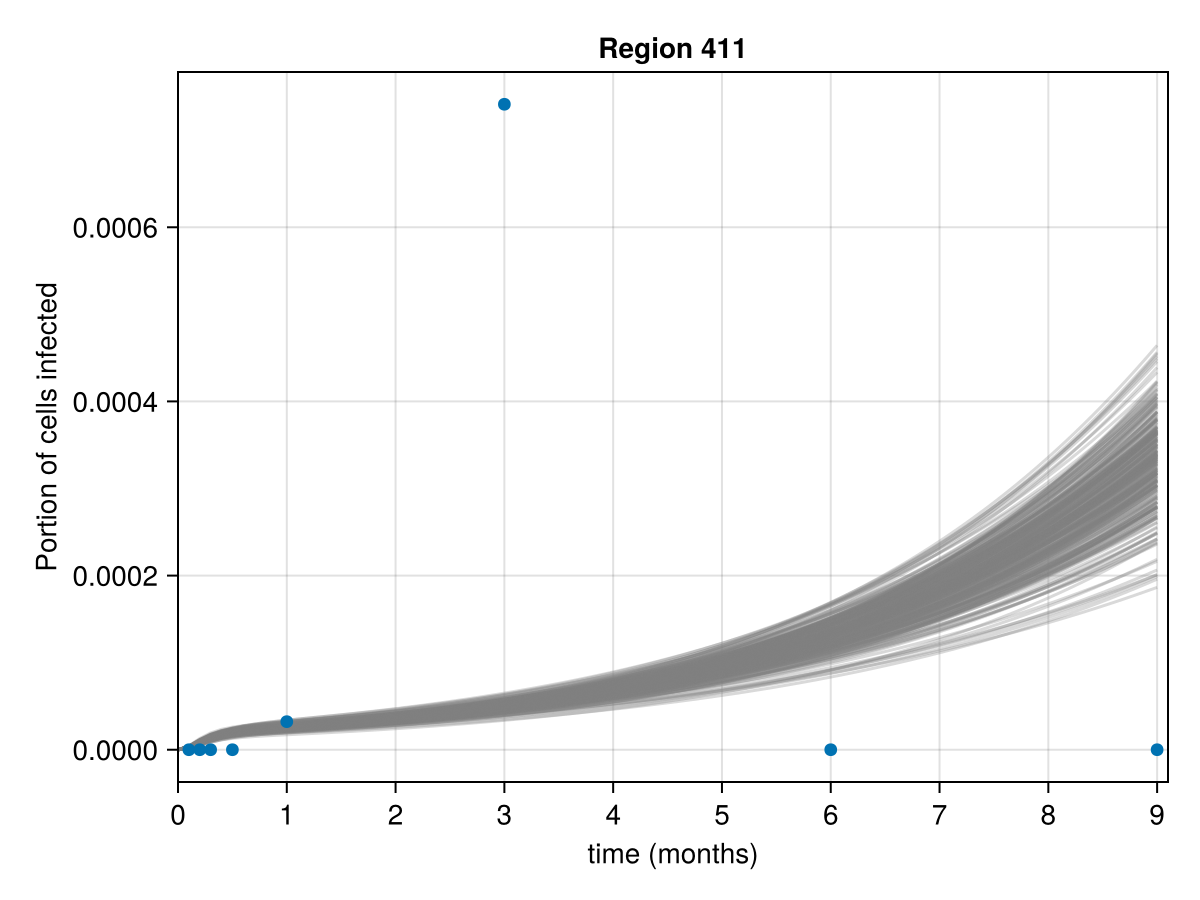 Region 411
Portion of cells infected
0.0006
0.0004
0.0002
0.0000
0 1 2 3 4 5 6 7 8 9
time (months)